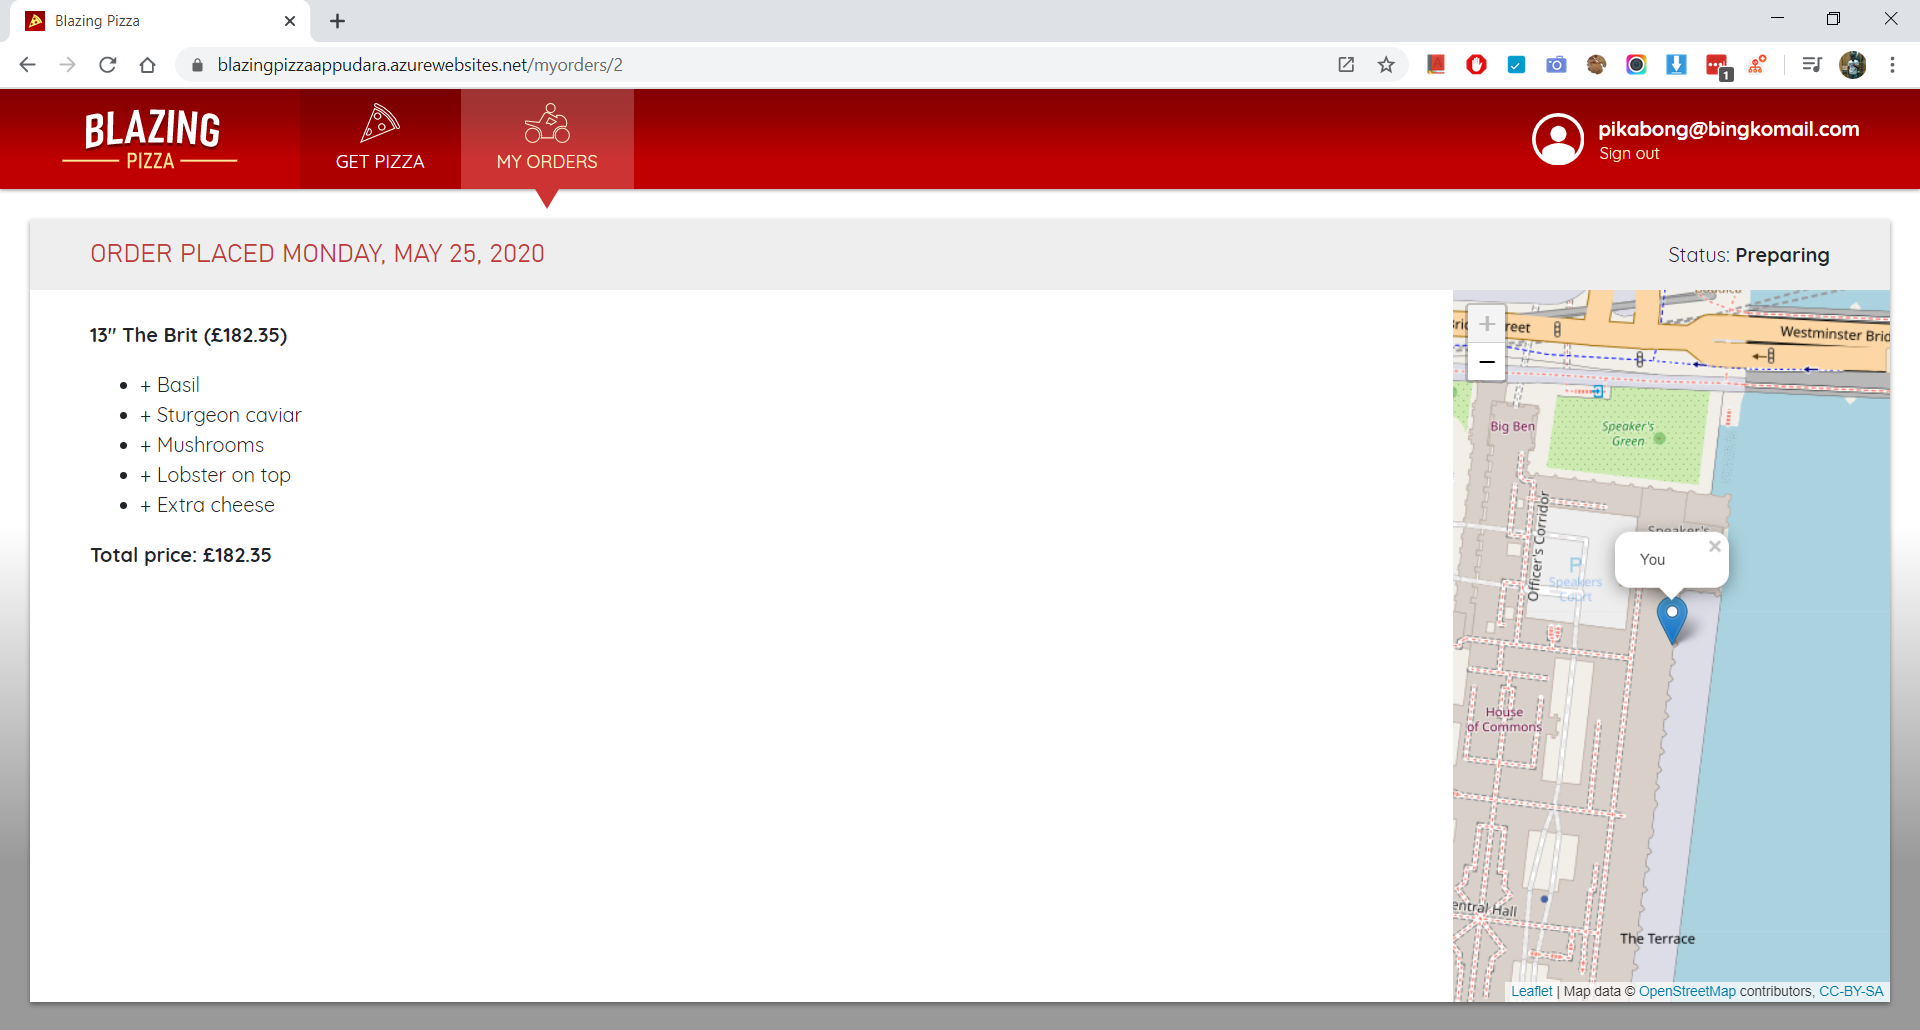 Blazing Pizza
blazingpizzaappudara.azurewebsites.net/myorders/2
1
BLAZING
PIZZA
GET PIZZA
MY ORDERS
pikabong@bingkomail.com
Sign out
ORDER PLACED MONDAY, MAY 25, 2020
Status: Preparing
13" The Brit (£182.35)
+ Basil
+ Sturgeon caviar
+ Mushrooms
+ Lobster on top
+ Extra cheese
Total price: £182.35
+
−
Westminster Brid
Big Ben
Speaker's
Green
Officer's Corridor
Speaker's
P
Speakers
Court
You
×
House
of Commons
entral Hall
The Terrace
Leaflet | Map data © OpenStreetMap contributors, CC-BY-SA